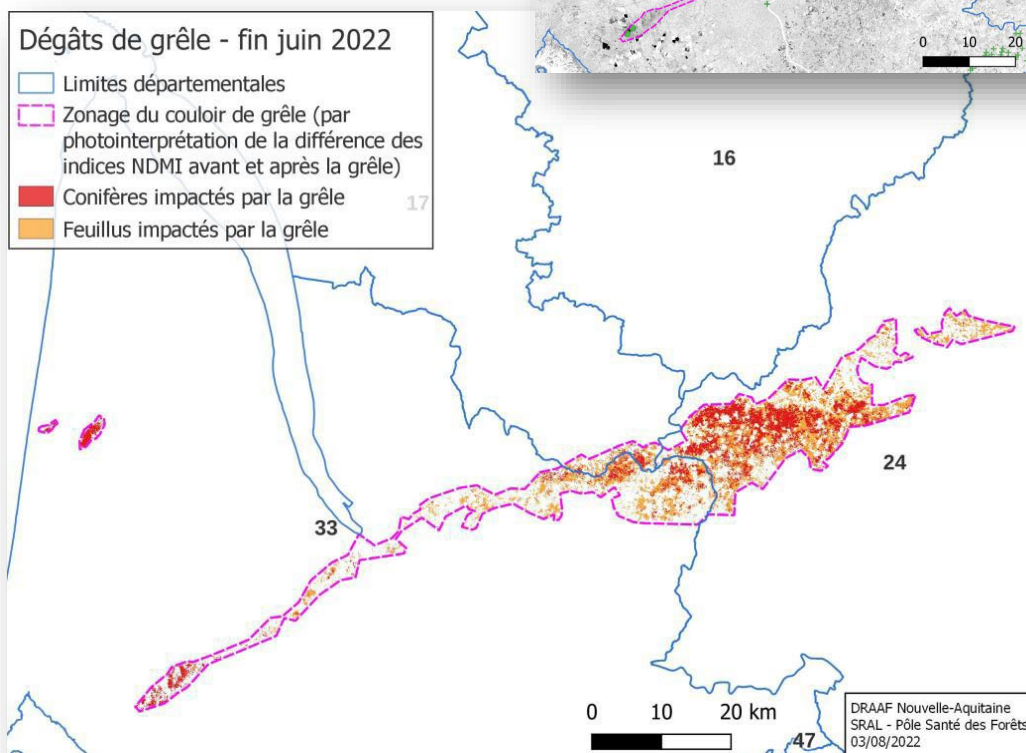 0 10 20
Dégâts de grêle - fin juin 2022
Limites départementales
Zonage du couloir de grêle (par
photointerprétation de la différence des
indices NDMI avant et après la grêle)
Conifères impactés par la grêle
Feuillus impactés par la grêle
17
16
24
33
0 10 20 km
47
DRAAF Nouvelle-Aquitaine
SRAL - Pôle Santé des Forêts
03/08/2022